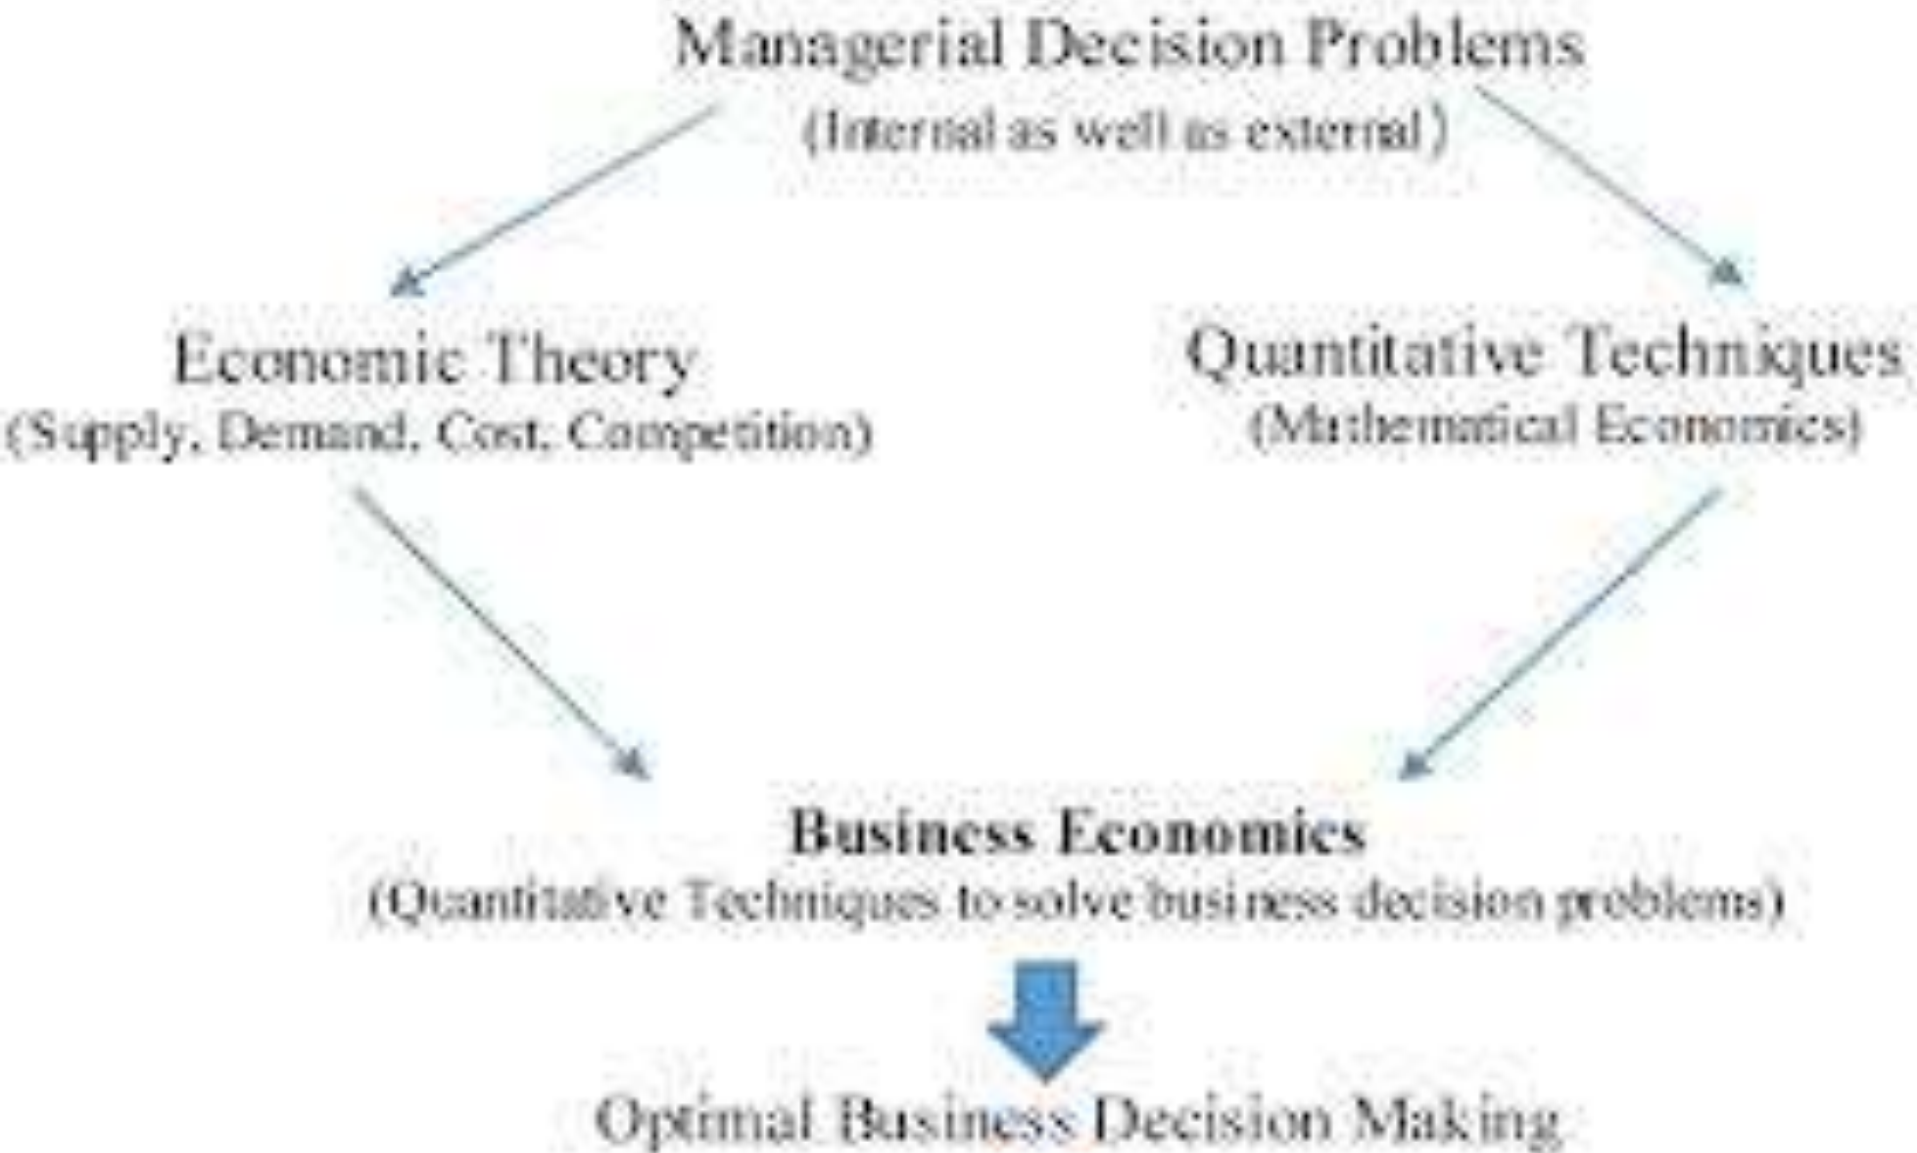 Managerial Decision Problems
(Internal as well as external)
Economic Theory
(Supply, Demand, Cost, Competition)
Quantitative Techniques
(Mathematical Economics)
Business Economics
(Quantitative Techniques to solve business decision problems)
Optimal Business Decision Making